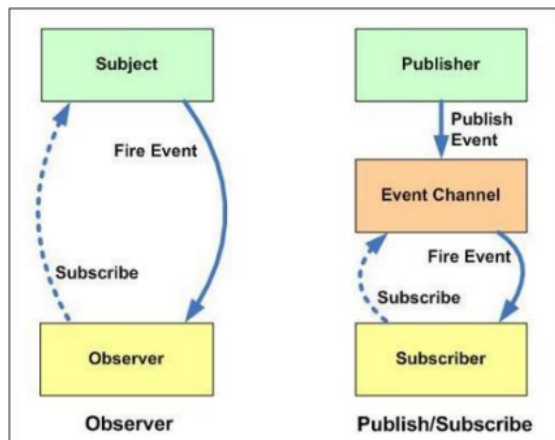 Subject
Fire Event
Subscribe
Observer
Observer
Publisher
Publish
Event
Event Channel
Fire Event
Subscribe
Subscriber
Publish/Subscribe